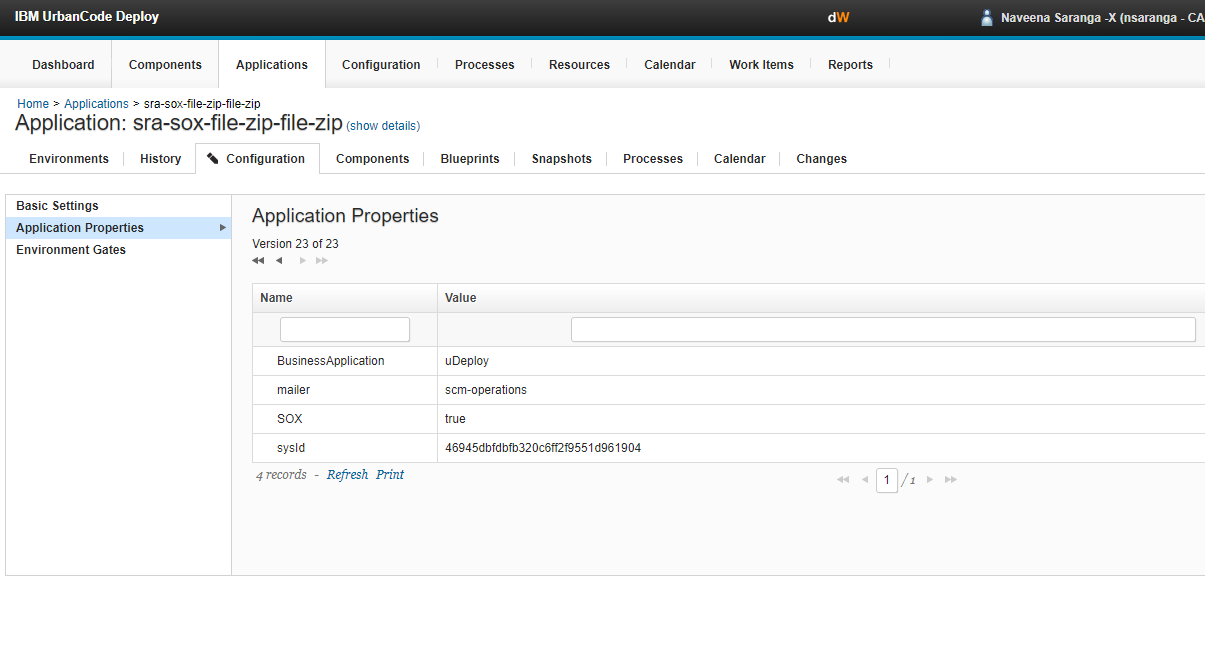 IBM UrbanCode Deploy
dW
Naveena Saranga -X (nsaranga - CA
Dashboard Components Applications Configuration Processes Resources Calendar Work Items Reports
Home > Applications > sra-sox-file-zip-file-zip
Application: sra-sox-file-zip-file-zip (show details)
Environments History Configuration Components Blueprints Snapshots Processes Calendar Changes
Basic Settings
Application Properties
Environment Gates
Application Properties
Version 23 of 23
Name Value
BusinessApplication uDeploy
mailer scm-operations
SOX true
sysId 46945dbfdbfb320c6ff2f9551d961904
4 records - Refresh Print
1 / 1